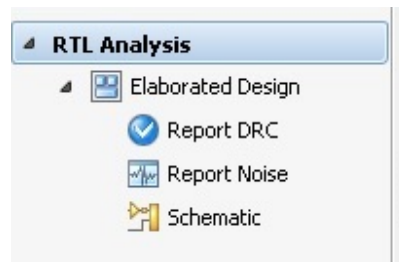 RTL Analysis
Elaborated Design
Report DRC
Report Noise
Schematic